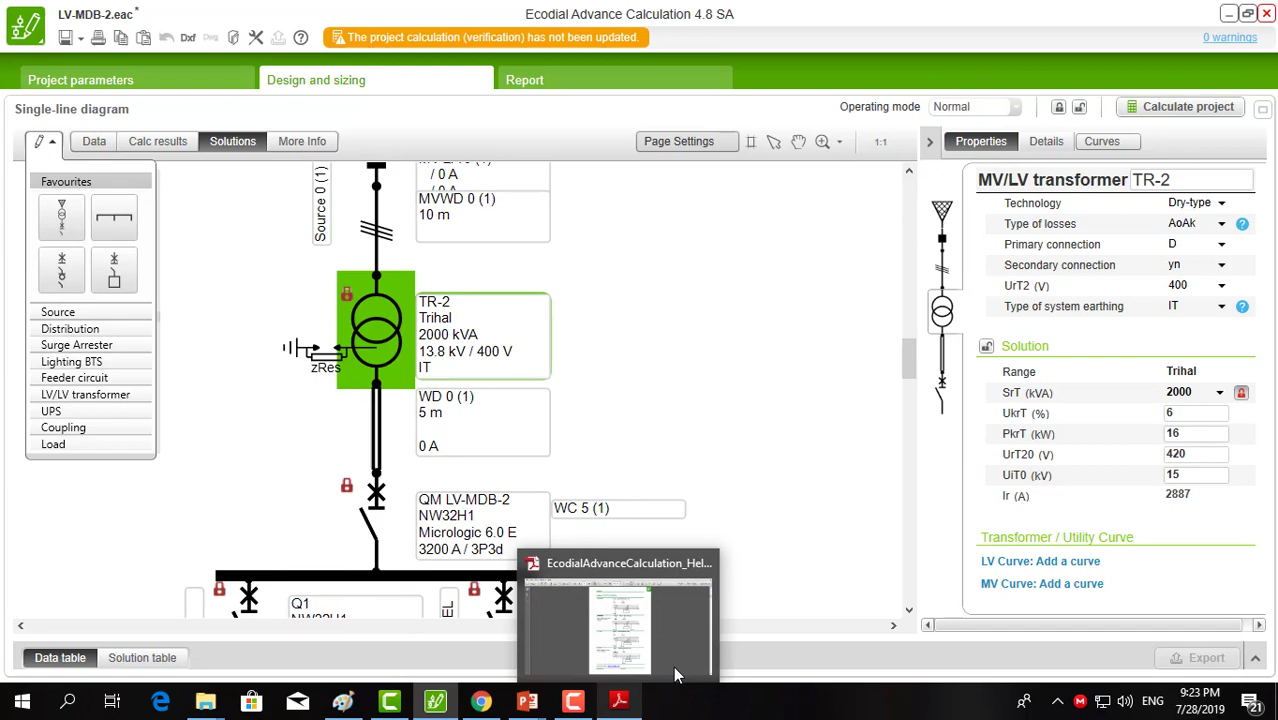 LV-MDB-2.eac*
Ecodial Advance Calculation 4.8 SA
Dxf
Dwg
The project calculation (verification) has not been updated.
0 warnings
Project parameters
Design and sizing
Report
Single-line diagram
Operating mode
Normal
Calculate project
Data
Calc results
Solutions
More Info
Page Settings
1:1
Properties
Details
Curves
Favourites
Source
Distribution
Surge Arrester
Lighting BTS
Feeder circuit
LV/LV transformer
UPS
Coupling
Load
Source 0 (1)
/ 0 A
/ 0 A
MVWD 0 (1)
10 m
TR-2
Trihal
2000 kVA
13.8 kV / 400 V
IT
zRes
WD 0 (1)
5 m
0 A
QM LV-MDB-2
NW32H1
Micrologic 6.0 E
3200 A / 3P3d
WC 5 (1)
Q1
NW32H1
EL
EcodialAdvanceCalculation_Hel...
MV/LV transformer TR-2
Technology Dry-type
Type of losses AoAk
Primary connection D
Secondary connection yn
UrT2 (V) 400
Type of system earthing IT
Solution
Range Trihal
SrT (kVA) 2000
UkrT (%) 6
PkrT (kW) 16
UrT20 (V) 420
UiT0 (kV) 15
Ir (A) 2887
Transformer / Utility Curve
LV Curve: Add a curve
MV Curve: Add a curve
Data table
Solution table
Export
ENG
9:23 PM
7/28/2019
21